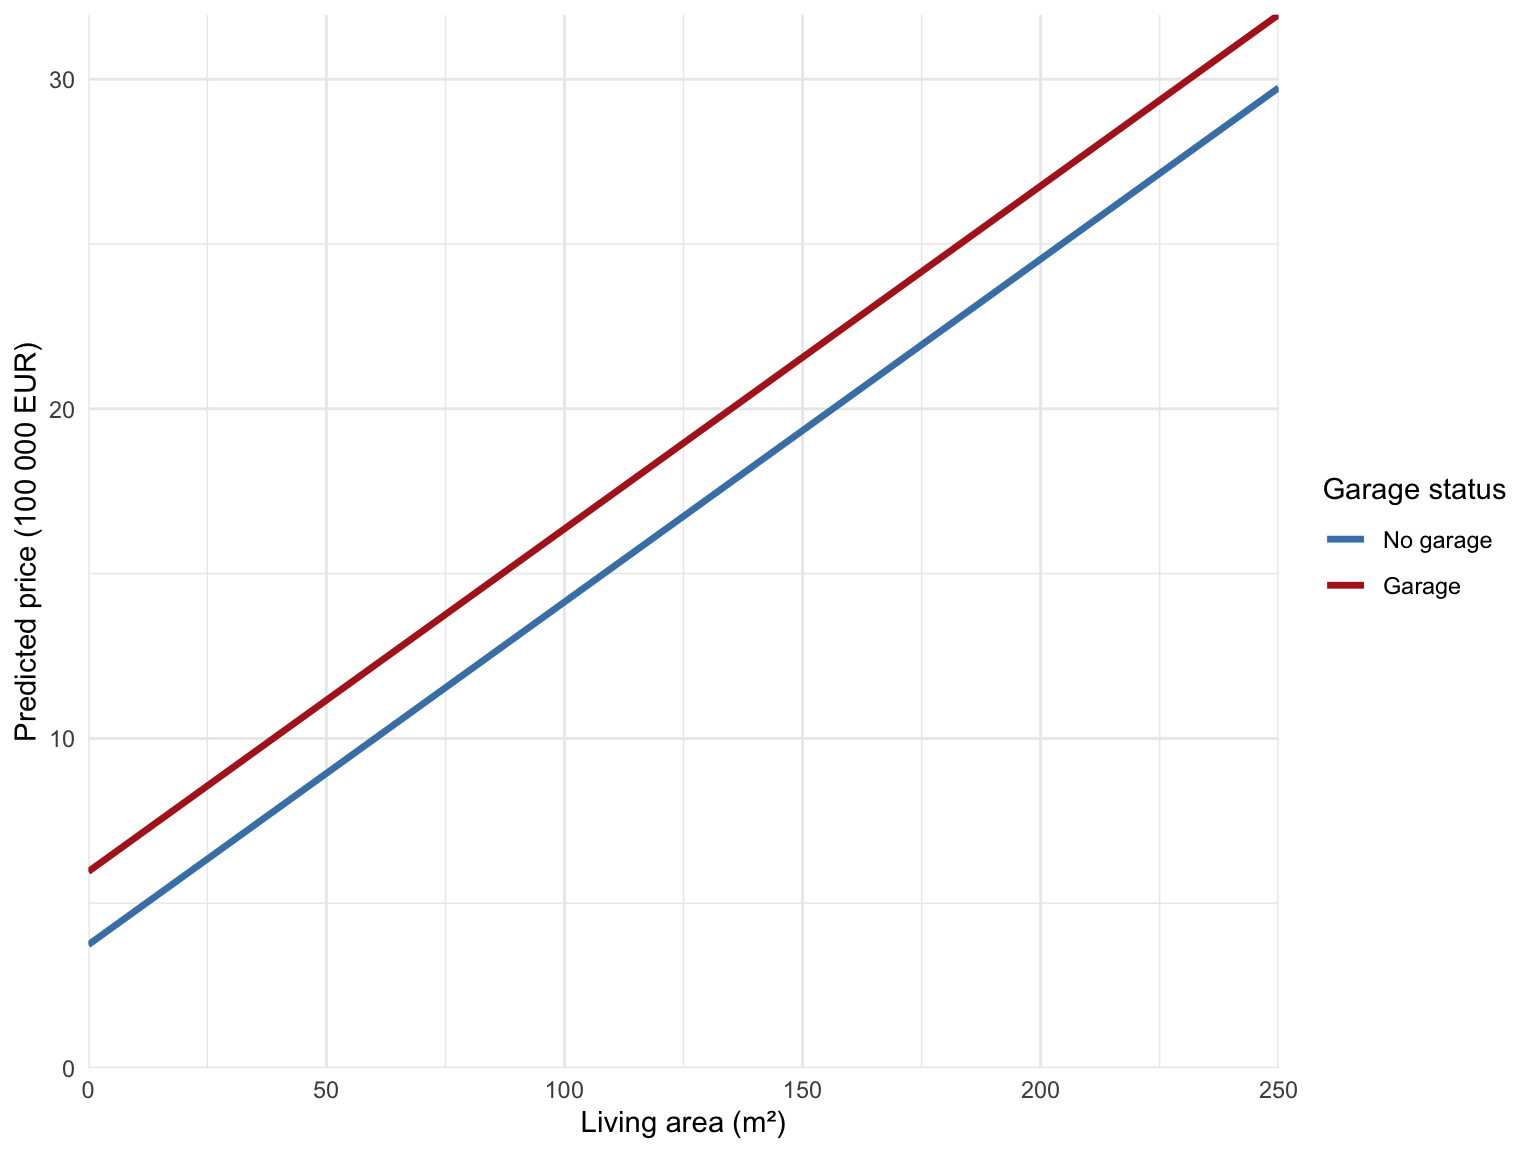 30
20
10
0
Predicted price (100 000 EUR)
0 50 100 150 200 250
Living area (m²)
Garage status
No garage
Garage